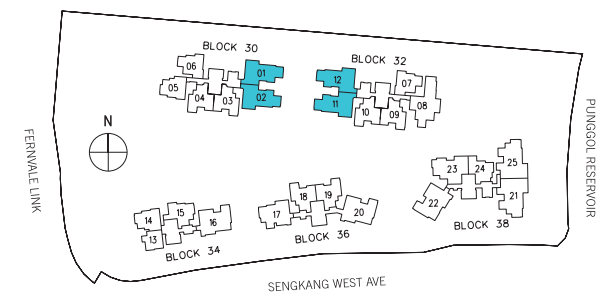 BLOCK 30
BLOCK 32
06
01
05
02
04
03
12
07
11
08
10
09
N
FERNVALE LINK
PUNGGOL RESERVOIR
23
24
25
22
21
BLOCK 38
14
15
16
13
BLOCK 34
18
19
17
20
BLOCK 36
SENGKANG WEST AVE